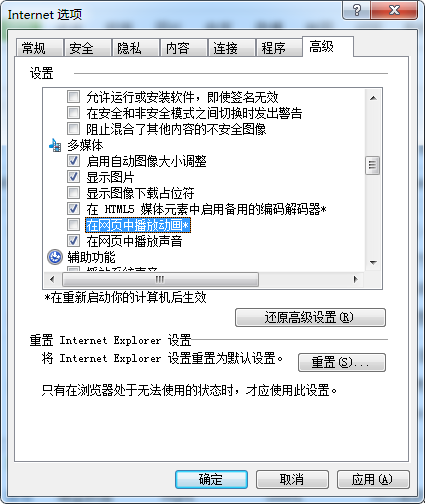 Internet 选项
常规 安全 隐私 内容 连接 程序 高级
设置
允许运行或安装软件，即使签名无效
在安全和非安全模式之间切换时发出警告
阻止混合了其他内容的不安全图像
多媒体
启用自动图像大小调整
显示图片
显示图像下载占位符
在 HTML5 媒体元素中启用备用的编码解码器*
在网页中播放动画*
在网页中播放声音
辅助功能
*在重新启动你的计算机后生效
还原高级设置(R)
重置 Internet Explorer 设置
将 Internet Explorer 设置重置为默认设置。
重置(S)...
只有在浏览器处于无法使用的状态时，才应使用此设置。
确定 取消 应用(A)